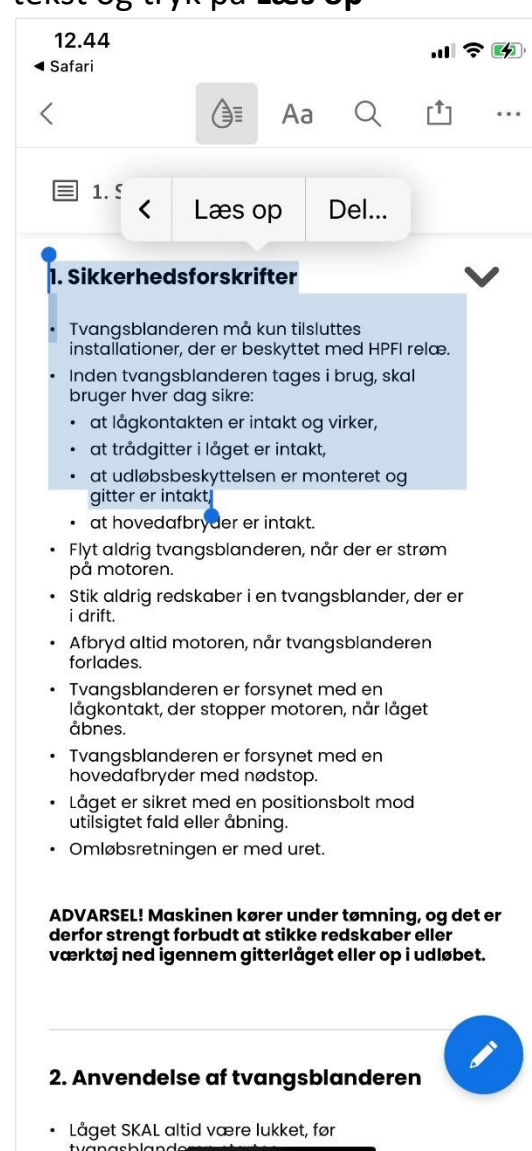 tekst og tryk på Læs op
12.44
Safari
Aa
1. S
Læs op
Del...
1. Sikkerhedsforskrifter
• Tvangsblanderen må kun tilsluttes
installationer, der er beskyttet med HPFI relæ.
• Inden tvangsblanderen tages i brug, skal
bruger hver dag sikre:
• at lågkontakten er intakt og virker,
• at trådgitter i låget er intakt,
• at udløbsbeskyttelsen er monteret og
gitter er intakt,
• at hovedafbryder er intakt.
• Flyt aldrig tvangsblanderen, når der er strøm
på motoren.
• Stik aldrig redskaber i en tvangsblander, der er
i drift.
• Afbryd altid motoren, når tvangsblanderen
forlades.
• Tvangsblanderen er forsynet med en
lågkontakt, der stopper motoren, når låget
åbnes.
• Tvangsblanderen er forsynet med en
hovedafbryder med nødstop.
• Låget er sikret med en positionsbolt mod
utilsigtet fald eller åbning.
• Omløbsretningen er med uret.
ADVARSEL! Maskinen kører under tømning, og det er
derfor strengt forbudt at stikke redskaber eller
værktøj ned igennem gitterlåget eller op i udløbet.
2. Anvendelse af tvangsblanderen
• Låget SKAL altid være lukket, før